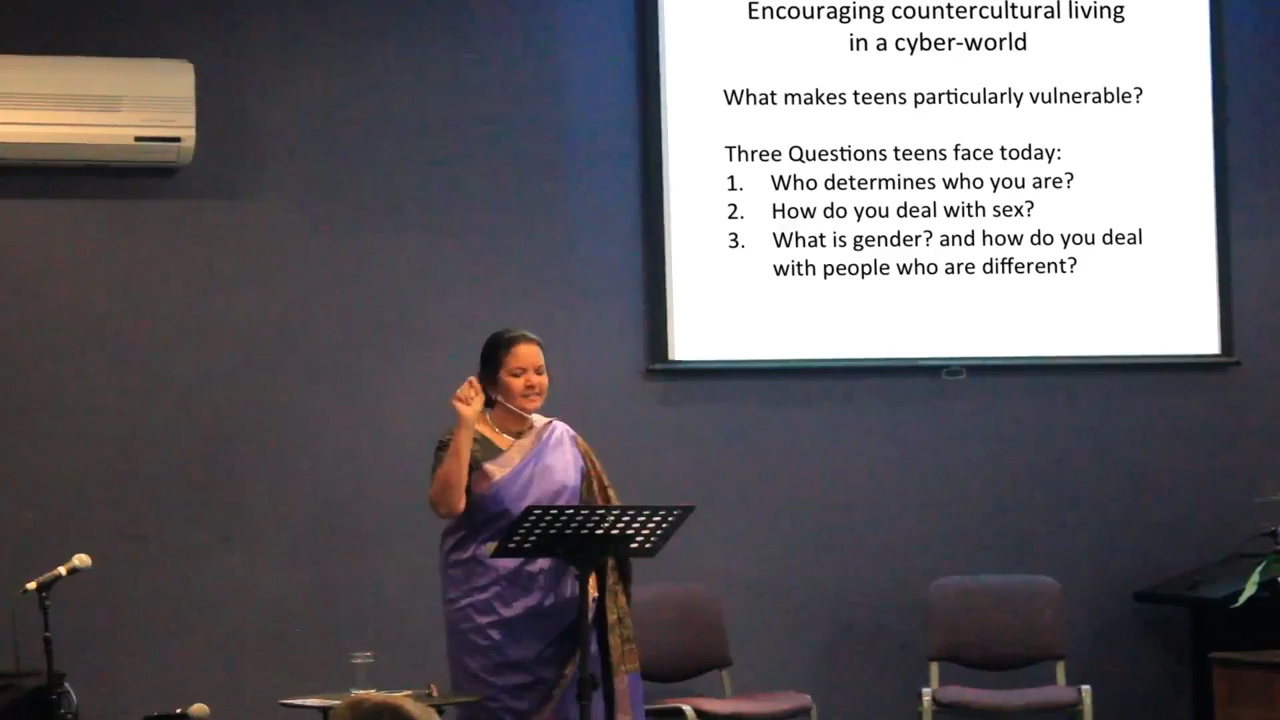 Encouraging countercultural living
in a cyber-world
What makes teens particularly vulnerable?
Three Questions teens face today:
1. Who determines who you are?
2. How do you deal with sex?
3. What is gender? and how do you deal
with people who are different?